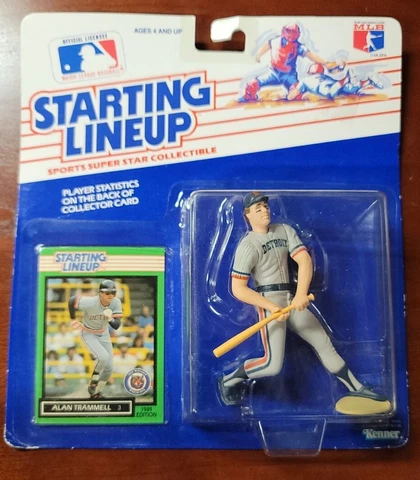 OFFICIAL LICENSEE
MAJOR LEAGUE BASEBALL
AGES 4 AND UP
MLB
STARTING
LINEUP
SPORTS SUPER STAR COLLECTIBLE
PLAYER STATISTICS
ON THE BACK OF
COLLECTOR CARD
STARTING
LINEUP
DETROIT
ALAN TRAMMELL 3
1989
EDITION
DETROIT
Kenner